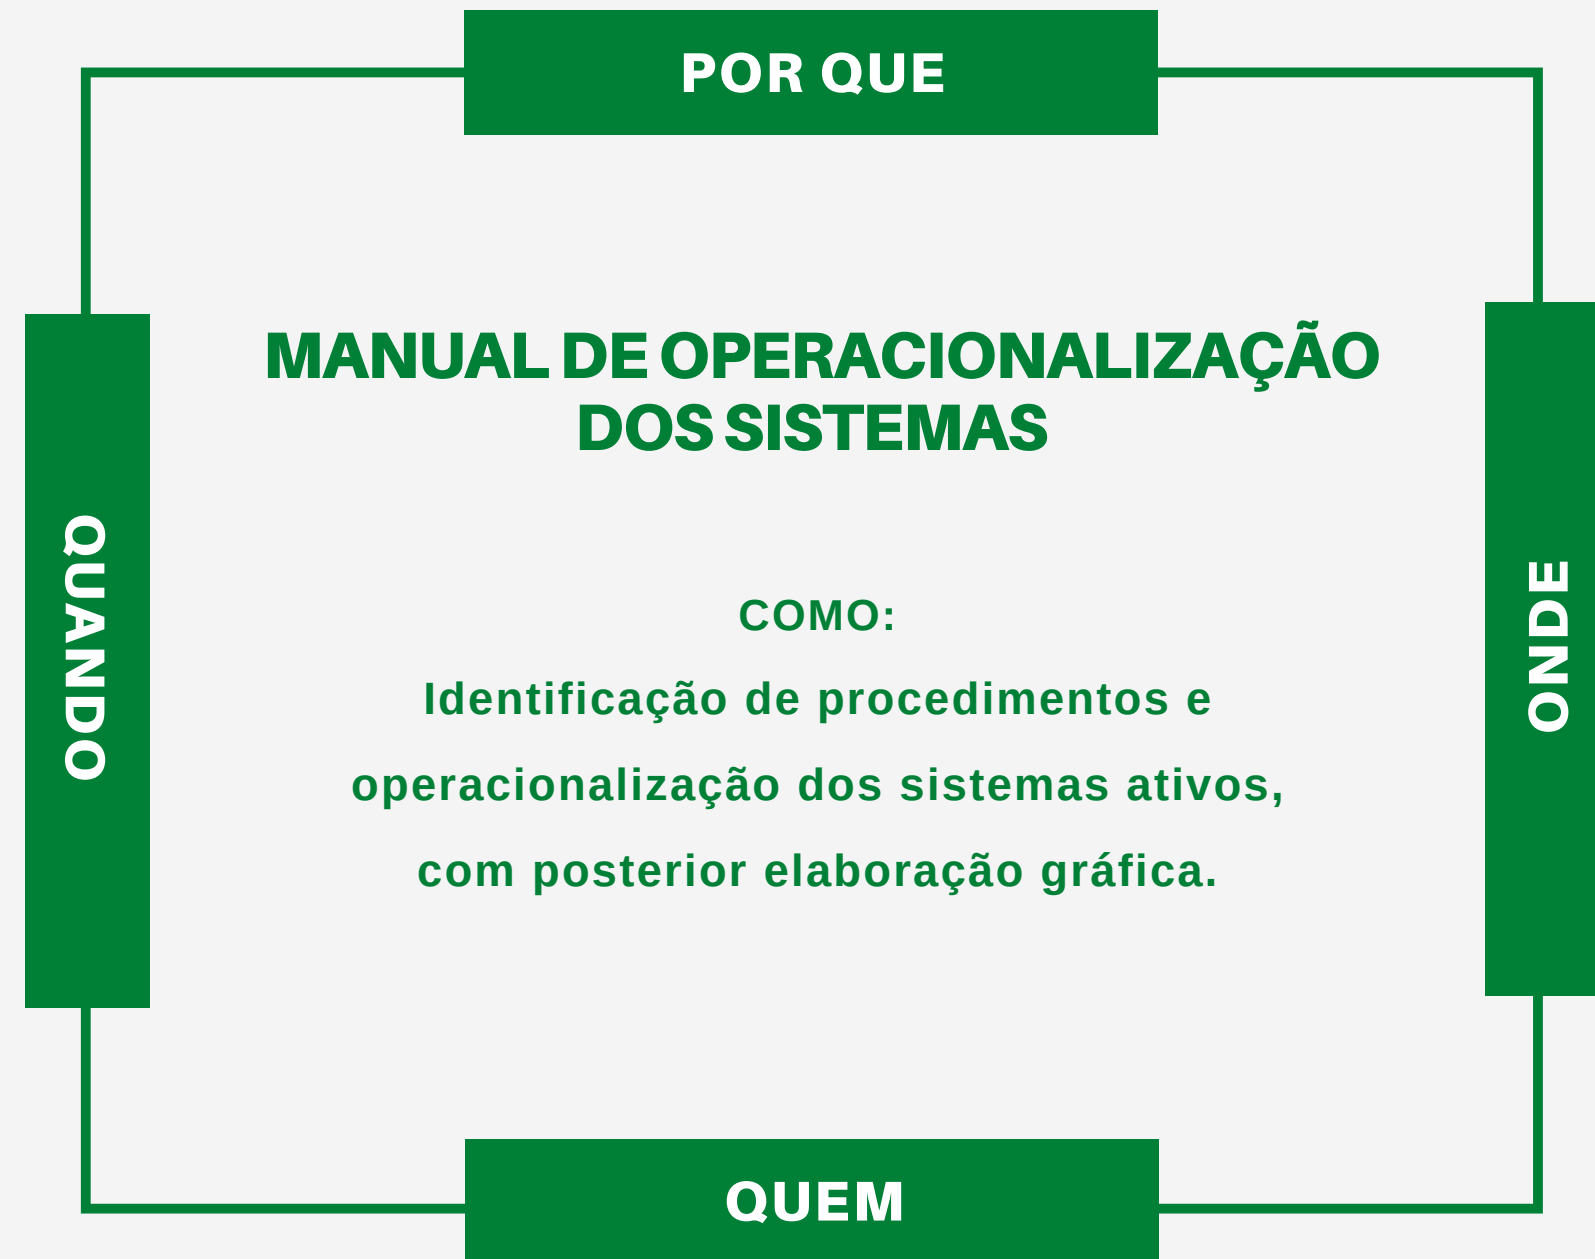 POR QUE
MANUAL DE OPERACIONALIZAÇÃO
DOS SISTEMAS
QUANDO
ONDE
COMO:
Identificação de procedimentos e
operacionalização dos sistemas ativos,
com posterior elaboração gráfica.
QUEM